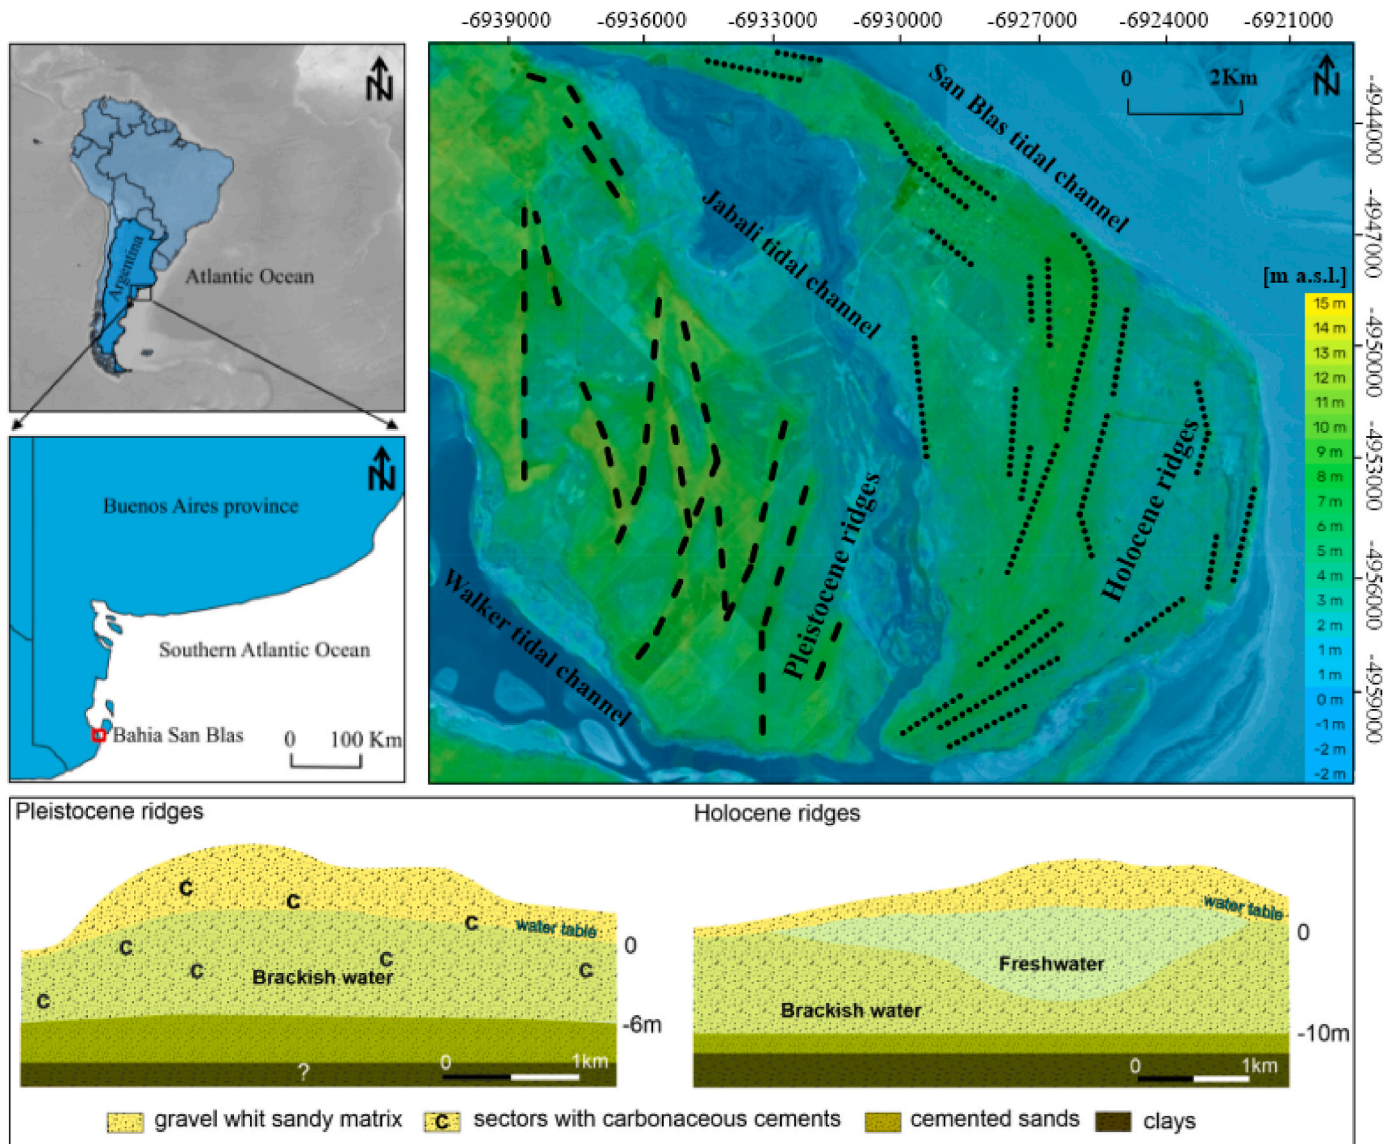 -6939000 -6936000 -6933000 -6930000 -6927000 -6924000 -6921000
N
Argentina
Atlantic Ocean
N
Buenos Aires province
Southern Atlantic Ocean
Bahia San Blas
0 100 Km
San Blas tidal channel
0 2Km
N
Jabali tidal channel
Walker tidal channel
Pleistocene ridges
Holocene ridges
-4944000
-4947000
-4950000
-4953000
-4956000
-4959000
[m a.s.l.]
15 m
14 m
13 m
12 m
11 m
10 m
9 m
8 m
7 m
6 m
5 m
4 m
3 m
2 m
1 m
0 m
-1 m
-2 m
-2 m
Pleistocene ridges
C
C
C
water table
0
C
C
C
C
Brackish water
C
-6m
?
0 1km
Holocene ridges
water table
0
Freshwater
Brackish water
-10m
0 1km
gravel whit sandy matrix
C sectors with carbonaceous cements
cemented sands
clays